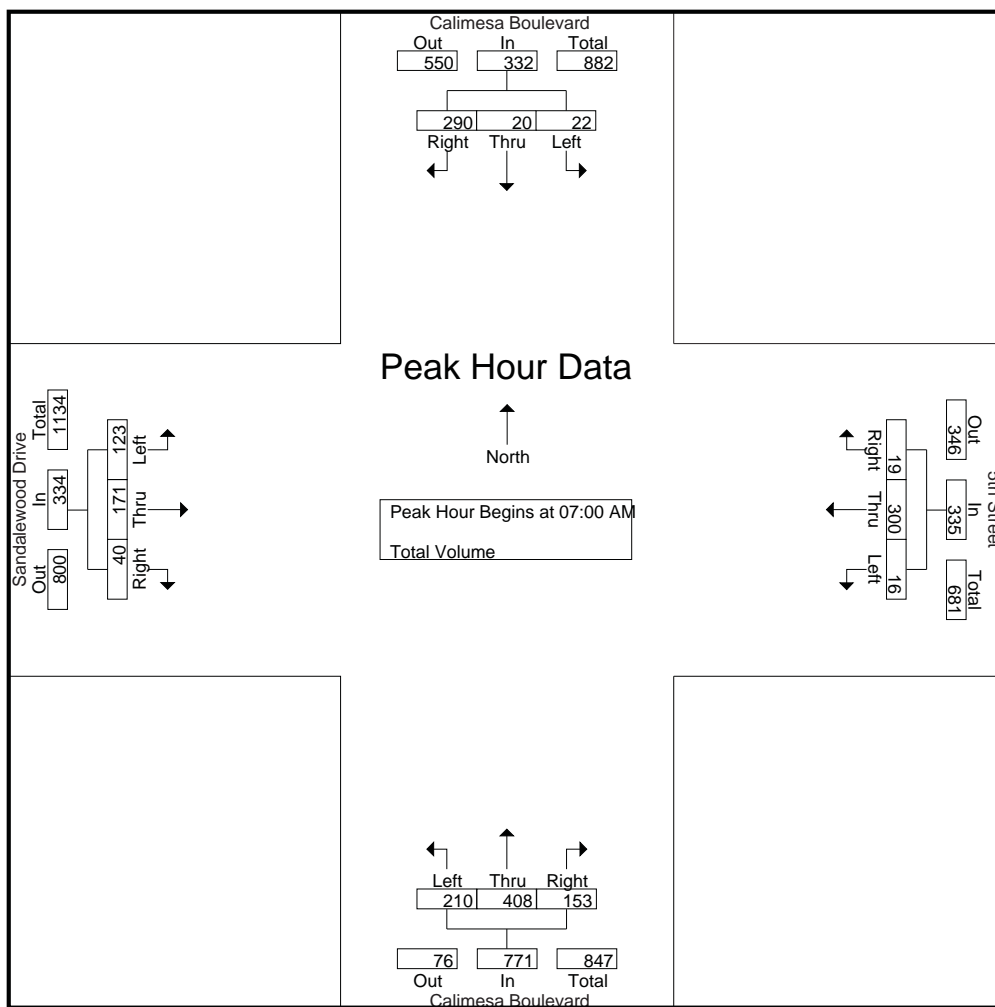 Calimesa Boulevard
Out In Total
550 332 882
290 20 22
Right Thru Left
Peak Hour Data
North
Peak Hour Begins at 07:00 AM
Total Volume
Sandalewood Drive
Out In Total
800 334 1134
40 171 123
Right Thru Left
5th Street
Out In Total
346 335 681
19 300 16
Right Thru Left
Left Thru Right
210 408 153
76 771 847
Out In Total
Calimesa Boulevard